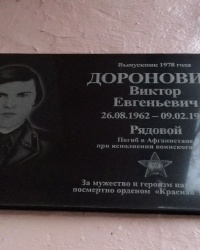 Выпускник 1978 года
ДОРОНОВИ
Виктор
Евгеньевич
26.08.1962 – 09.02.19
Рядовой
Погиб в Афганистане
при исполнении воинского
За мужество и героизм на
посмертно орденом «Красная